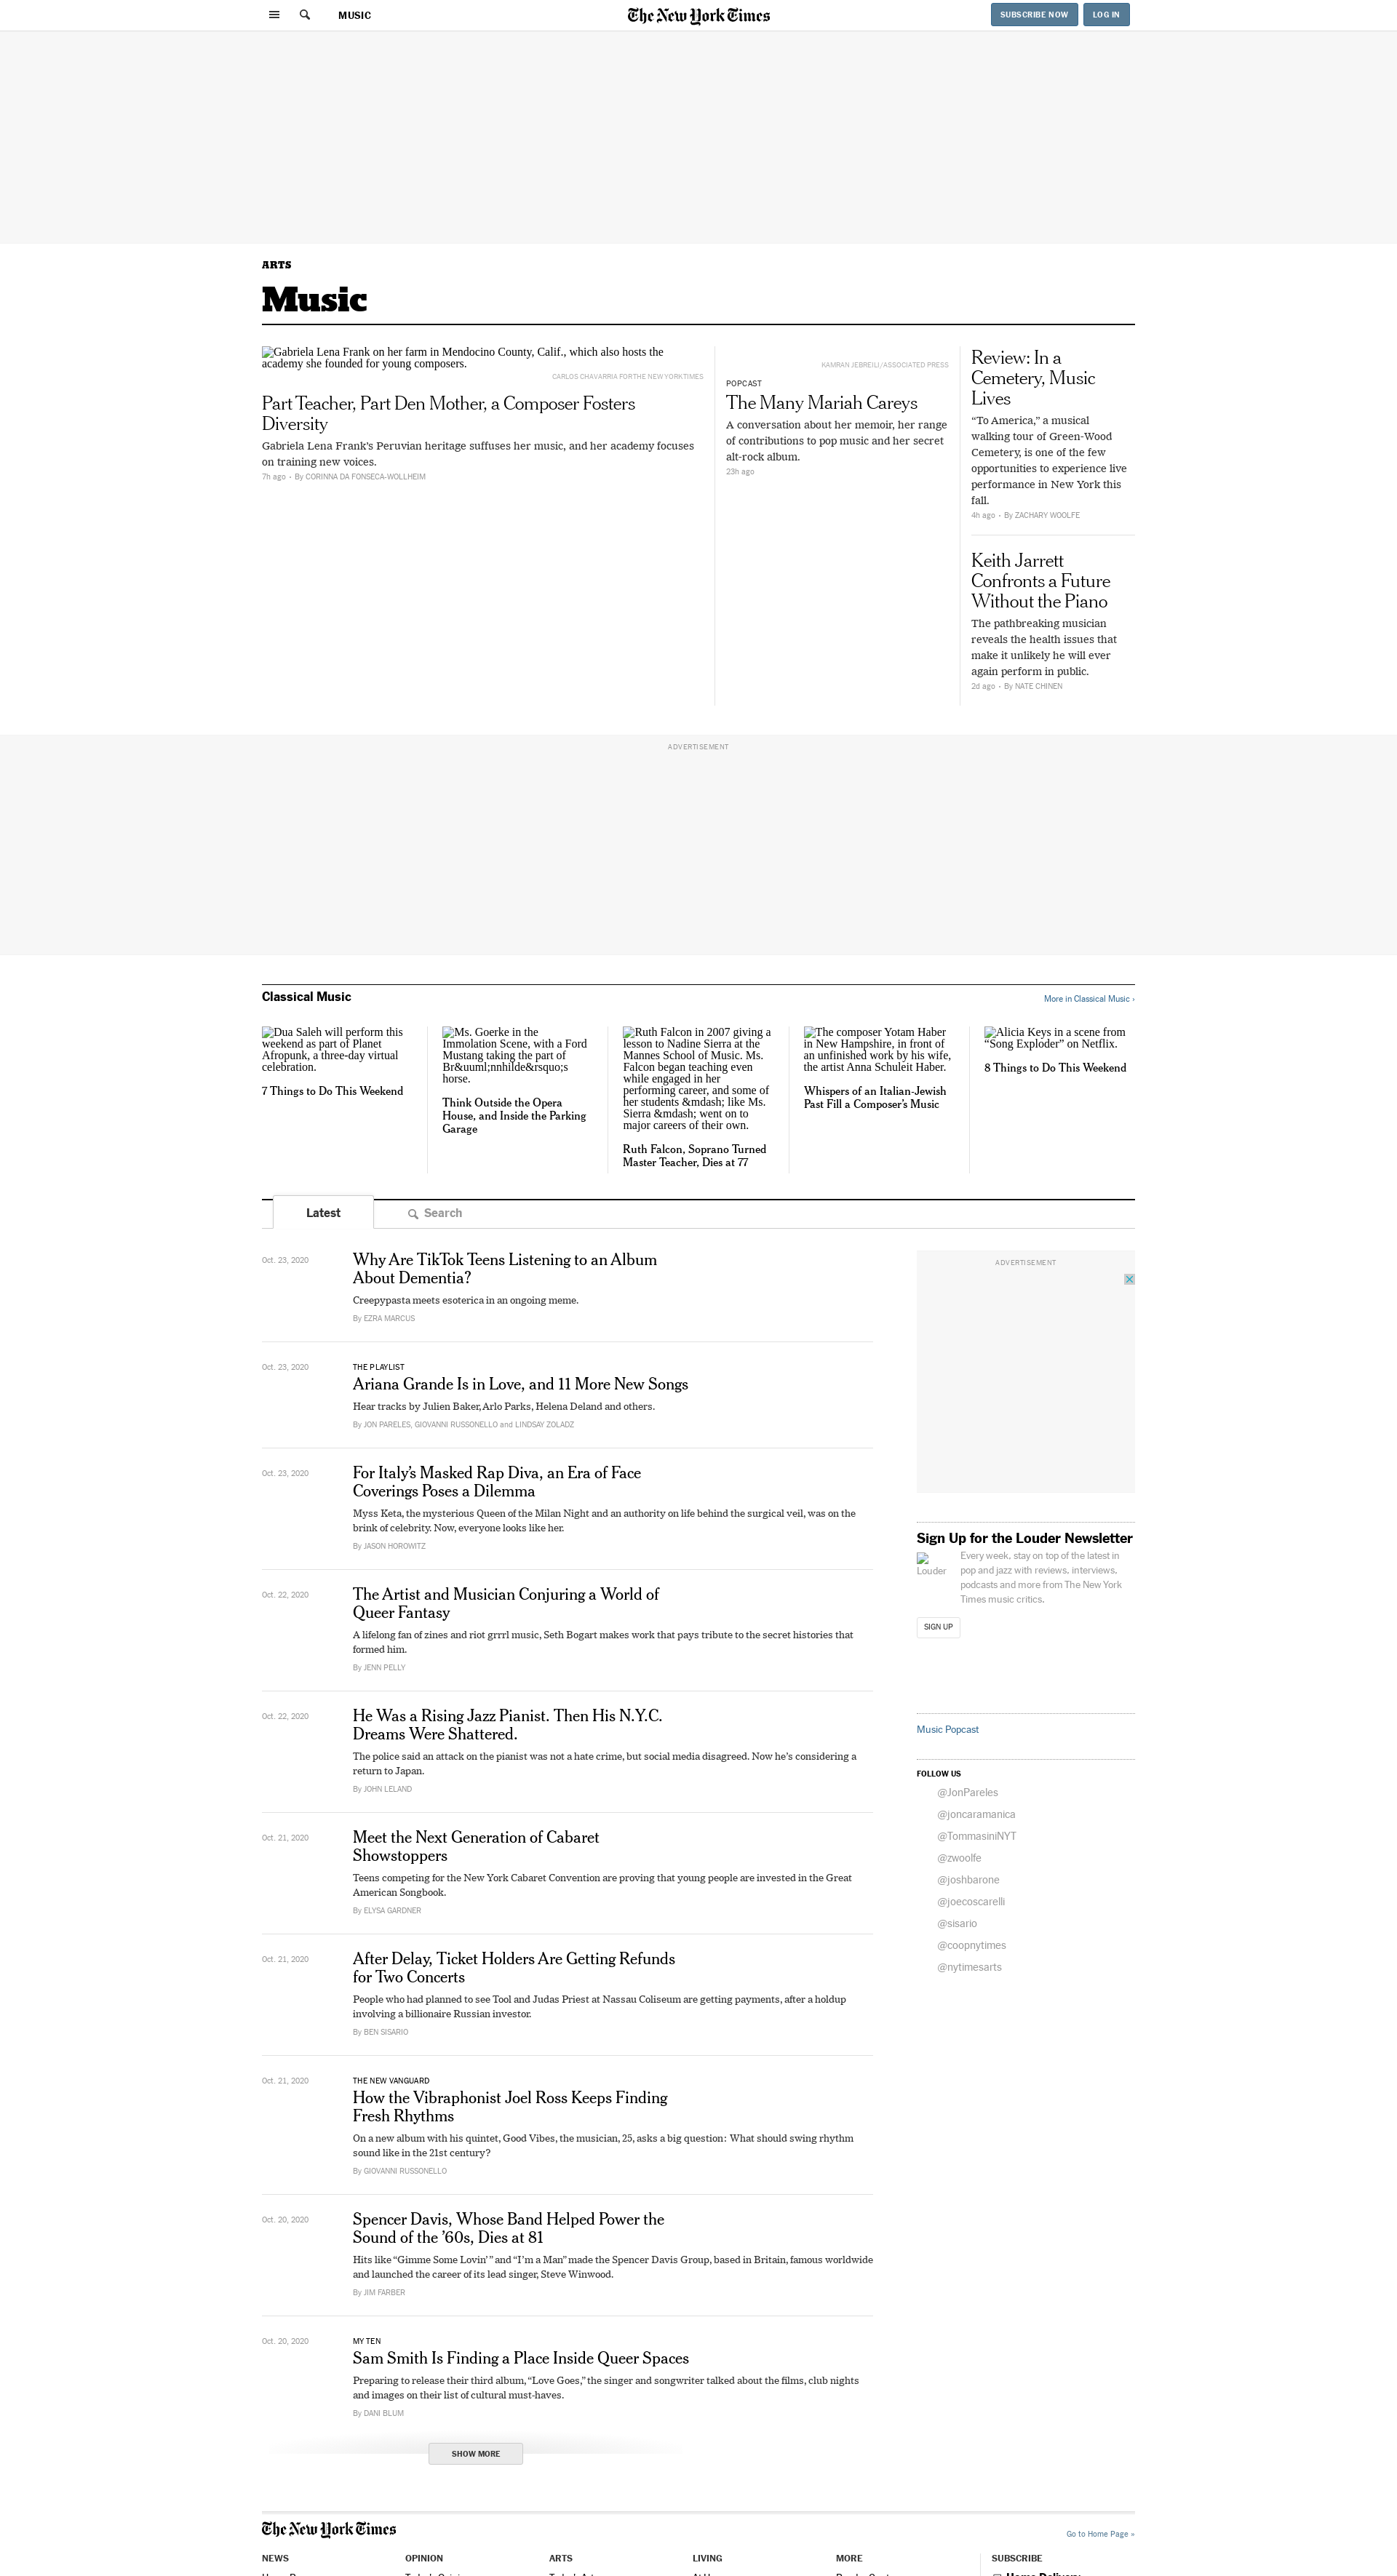 MUSIC
The New York Times
SUBSCRIBE NOW
LOG IN
ARTS
Music
Gabriela Lena Frank on her farm in Mendocino County, Calif., which also hosts the
academy she founded for young composers.
CARLOS CHAVARRIA FOR THE NEW YORK TIMES
Part Teacher, Part Den Mother, a Composer Fosters
Diversity
Gabriela Lena Frank’s Peruvian heritage suffuses her music, and her academy focuses
on training new voices.
7h ago • By CORINNA DA FONSECA-WOLLHEIM
KAMRAN JEBREILI/ASSOCIATED PRESS
POPCAST
The Many Mariah Careys
A conversation about her memoir, her range
of contributions to pop music and her secret
alt-rock album.
23h ago
Review: In a
Cemetery, Music
Lives
“To America,” a musical
walking tour of Green-Wood
Cemetery, is one of the few
opportunities to experience live
performance in New York this
fall.
4h ago • By ZACHARY WOOLFE
Keith Jarrett
Confronts a Future
Without the Piano
The pathbreaking musician
reveals the health issues that
make it unlikely he will ever
again perform in public.
2d ago • By NATE CHINEN
ADVERTISEMENT
Classical Music
More in Classical Music ›
Dua Saleh will perform this
weekend as part of Planet
Afropunk, a three-day virtual
celebration.
7 Things to Do This Weekend
Ms. Goerke in the
Immolation Scene, with a Ford
Mustang taking the part of
Br&uuml;nnhilde&rsquo;s
horse.
Think Outside the Opera
House, and Inside the Parking
Garage
Ruth Falcon in 2007 giving a
lesson to Nadine Sierra at the
Mannes School of Music. Ms.
Falcon began teaching even
while engaged in her
performing career, and some of
her students &mdash; like Ms.
Sierra &mdash; went on to
major careers of their own.
Ruth Falcon, Soprano Turned
Master Teacher, Dies at 77
The composer Yotam Haber
in New Hampshire, in front of
an unfinished work by his wife,
the artist Anna Schuleit Haber.
Whispers of an Italian-Jewish
Past Fill a Composer’s Music
Alicia Keys in a scene from
“Song Exploder” on Netflix.
8 Things to Do This Weekend
Latest
Search
Oct. 23, 2020
Why Are TikTok Teens Listening to an Album
About Dementia?
Creepypasta meets esoterica in an ongoing meme.
By EZRA MARCUS
Oct. 23, 2020
THE PLAYLIST
Ariana Grande Is in Love, and 11 More New Songs
Hear tracks by Julien Baker, Arlo Parks, Helena Deland and others.
By JON PARELES, GIOVANNI RUSSONELLO and LINDSAY ZOLADZ
Oct. 23, 2020
For Italy’s Masked Rap Diva, an Era of Face
Coverings Poses a Dilemma
Myss Keta, the mysterious Queen of the Milan Night and an authority on life behind the surgical veil, was on the
brink of celebrity. Now, everyone looks like her.
By JASON HOROWITZ
Oct. 22, 2020
The Artist and Musician Conjuring a World of
Queer Fantasy
A lifelong fan of zines and riot grrrl music, Seth Bogart makes work that pays tribute to the secret histories that
formed him.
By JENN PELLY
Oct. 22, 2020
He Was a Rising Jazz Pianist. Then His N.Y.C.
Dreams Were Shattered.
The police said an attack on the pianist was not a hate crime, but social media disagreed. Now he’s considering a
return to Japan.
By JOHN LELAND
Oct. 21, 2020
Meet the Next Generation of Cabaret
Showstoppers
Teens competing for the New York Cabaret Convention are proving that young people are invested in the Great
American Songbook.
By ELYSA GARDNER
Oct. 21, 2020
After Delay, Ticket Holders Are Getting Refunds
for Two Concerts
People who had planned to see Tool and Judas Priest at Nassau Coliseum are getting payments, after a holdup
involving a billionaire Russian investor.
By BEN SISARIO
Oct. 21, 2020
THE NEW VANGUARD
How the Vibraphonist Joel Ross Keeps Finding
Fresh Rhythms
On a new album with his quintet, Good Vibes, the musician, 25, asks a big question: What should swing rhythm
sound like in the 21st century?
By GIOVANNI RUSSONELLO
Oct. 20, 2020
Spencer Davis, Whose Band Helped Power the
Sound of the ’60s, Dies at 81
Hits like “Gimme Some Lovin’ ” and “I’m a Man” made the Spencer Davis Group, based in Britain, famous worldwide
and launched the career of its lead singer, Steve Winwood.
By JIM FARBER
Oct. 20, 2020
MY TEN
Sam Smith Is Finding a Place Inside Queer Spaces
Preparing to release their third album, “Love Goes,” the singer and songwriter talked about the films, club nights
and images on their list of cultural must-haves.
By DANI BLUM
SHOW MORE
ADVERTISEMENT
Sign Up for the Louder Newsletter
Louder
Every week, stay on top of the latest in
pop and jazz with reviews, interviews,
podcasts and more from The New York
Times music critics.
SIGN UP
Music Popcast
FOLLOW US
@JonPareles
@joncaramanica
@TommasiniNYT
@zwoolfe
@joshbarone
@joecoscarelli
@sisario
@coopnytimes
@nytimesarts
The New York Times
Go to Home Page »
NEWS
OPINION
ARTS
LIVING
MORE
SUBSCRIBE